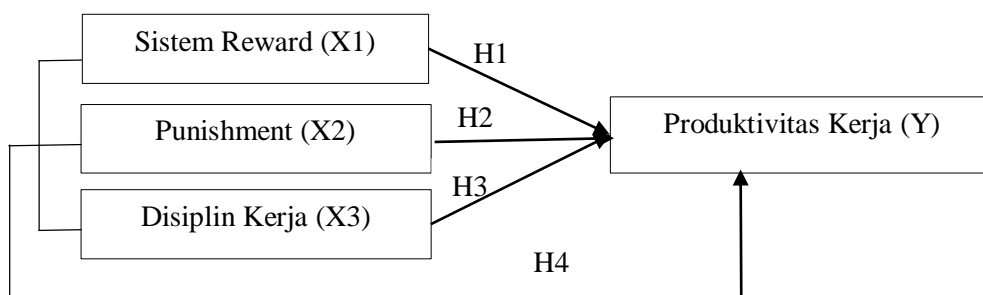 Sistem Reward (X1)
H1
Punishment (X2)
H2
Produktivitas Kerja (Y)
H3
Disiplin Kerja (X3)
H4